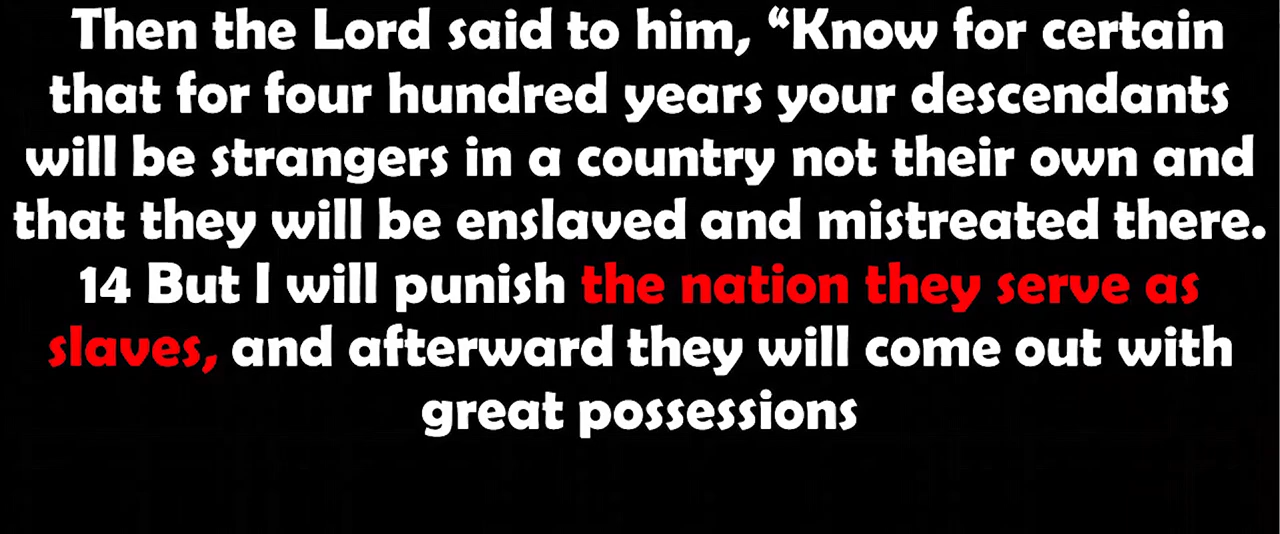 Then the Lord said to him, “Know for certain
that for four hundred years your descendants
will be strangers in a country not their own and
that they will be enslaved and mistreated there.
14 But I will punish the nation they serve as
slaves, and afterward they will come out with
great possessions